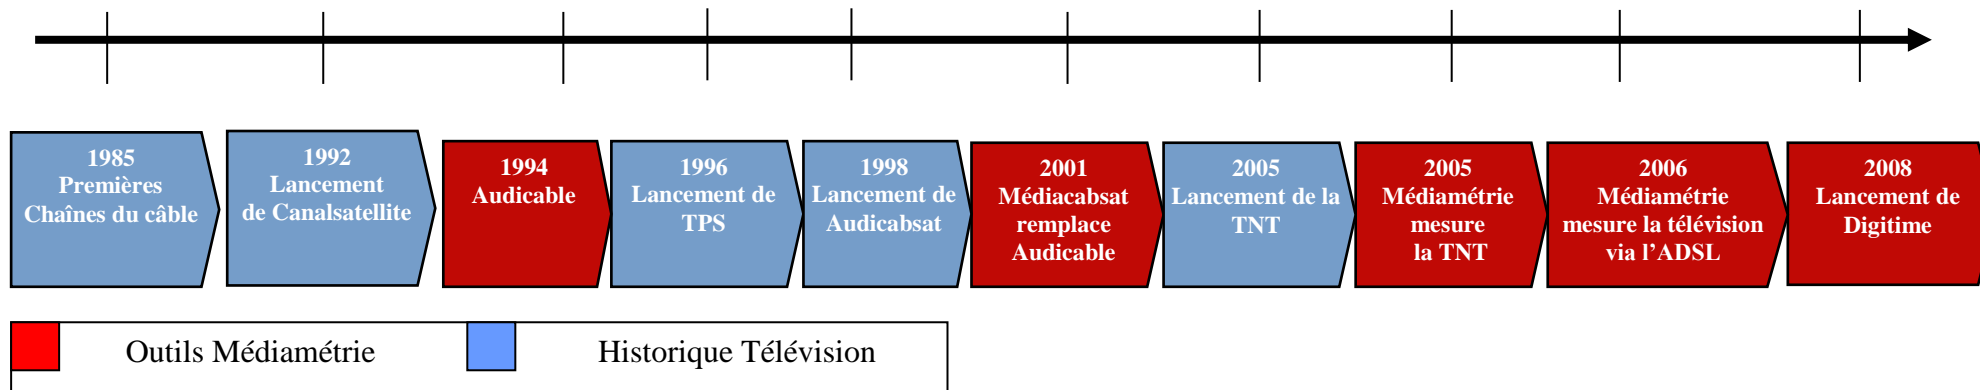 1985
Premières
Chaînes du câble
1992
Lancement
de Canalsatellite
1994
Audicable
1996
Lancement de
TPS
1998
Lancement de
Audicabsat
2001
Médiacabsat
remplace
Audicable
2005
Lancement de la
TNT
2005
Médiamétrie
mesure
la TNT
2006
Médiamétrie
mesure la télévision
via l’ADSL
2008
Lancement de
Digitime
Outils Médiamétrie
Historique Télévision